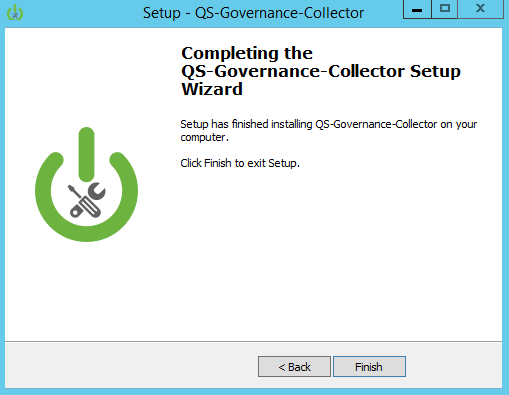 Setup - QS-Governance-Collector
Completing the
QS-Governance-Collector Setup
Wizard
Setup has finished installing QS-Governance-Collector on your
computer.
Click Finish to exit Setup.
< Back
Finish